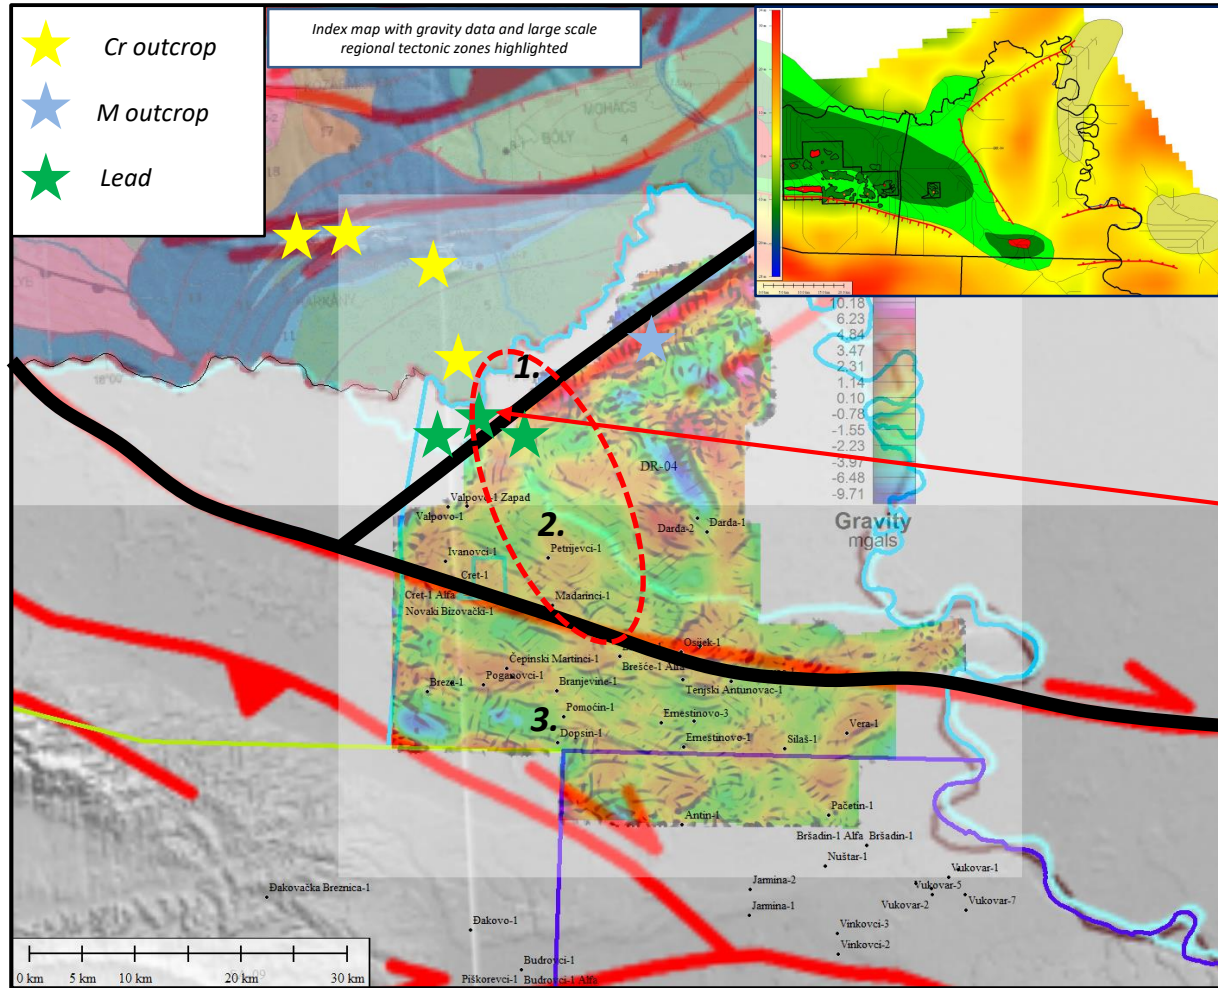 Cr outcrop
M outcrop
Lead
Index map with gravity data and large scale
regional tectonic zones highlighted
MOHÁCS
BÓLY
4
17
18
11
5
10.18
6.23
4.84
3.47
2.31
1.14
0.10
-0.78
-1.55
-2.23
-3.97
-6.48
-9.71
Gravity
mgals
1.
2.
3.
DR-04
Valpovo-1 Zapad
Valpovo-1
Darda-2
Darda-1
Ivanovci-1
Petrijevci-1
Cret-1
Cret-1 Alfa
Novaki Bizovački-1
Madarinci-1
Osijek-1
Čepinski Martinci-1
Brešće-1 Alfa
Breza-1
Poganovci-1
Branjevine-1
Tenjski Antunovac-1
Pomoćin-1
Ernestinovo-3
Vera-1
Dopsin-1
Ernestinovo-1
Silaš-1
Antin-1
Pačetin-1
Bršadin-1 Alfa
Bršadin-1
Nuštar-1
Vukovar-1
Jarmina-2
Vukovar-5
Đakovačka Breznica-1
Vukovar-2
Vukovar-7
Jarmina-1
Đakovo-1
Vinkovci-3
Vinkovci-2
Budrovci-1
Piškorevci-1
Budrovci-1 Alfa
0 km
5 km
10 km
20 km
30 km